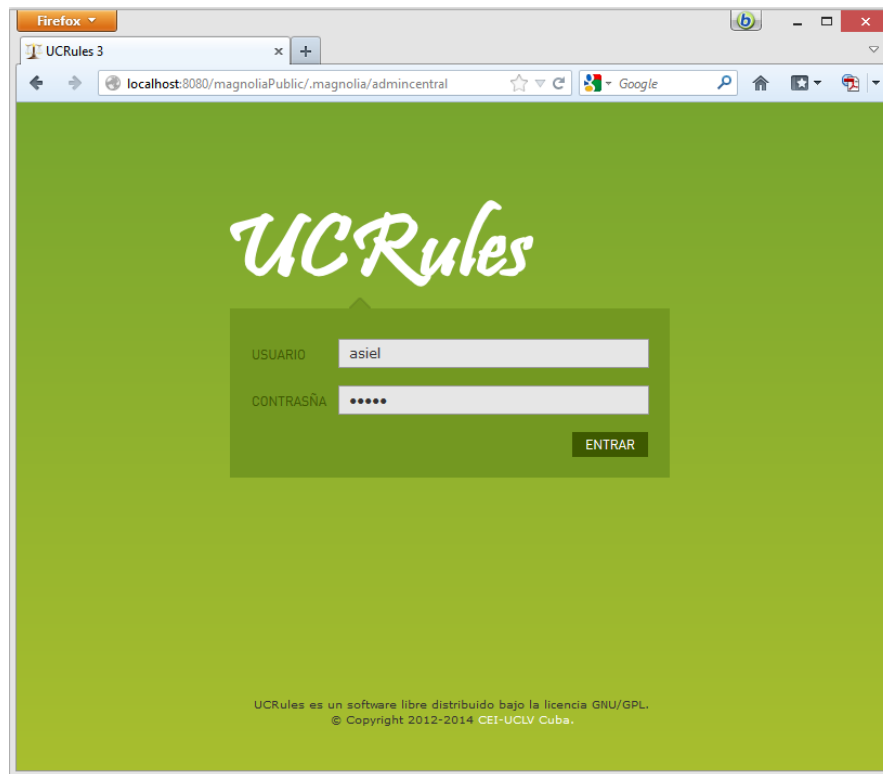 Firefox
UCRules 3
localhost:8080/magnoliaPublic/.magnolia/admincentral
Google
UCRules
USUARIO
asiel
CONTRASÑA
•••••
ENTRAR
UCRules es un software libre distribuido bajo la licencia GNU/GPL.
© Copyright 2012-2014 CEI-UCLV Cuba.